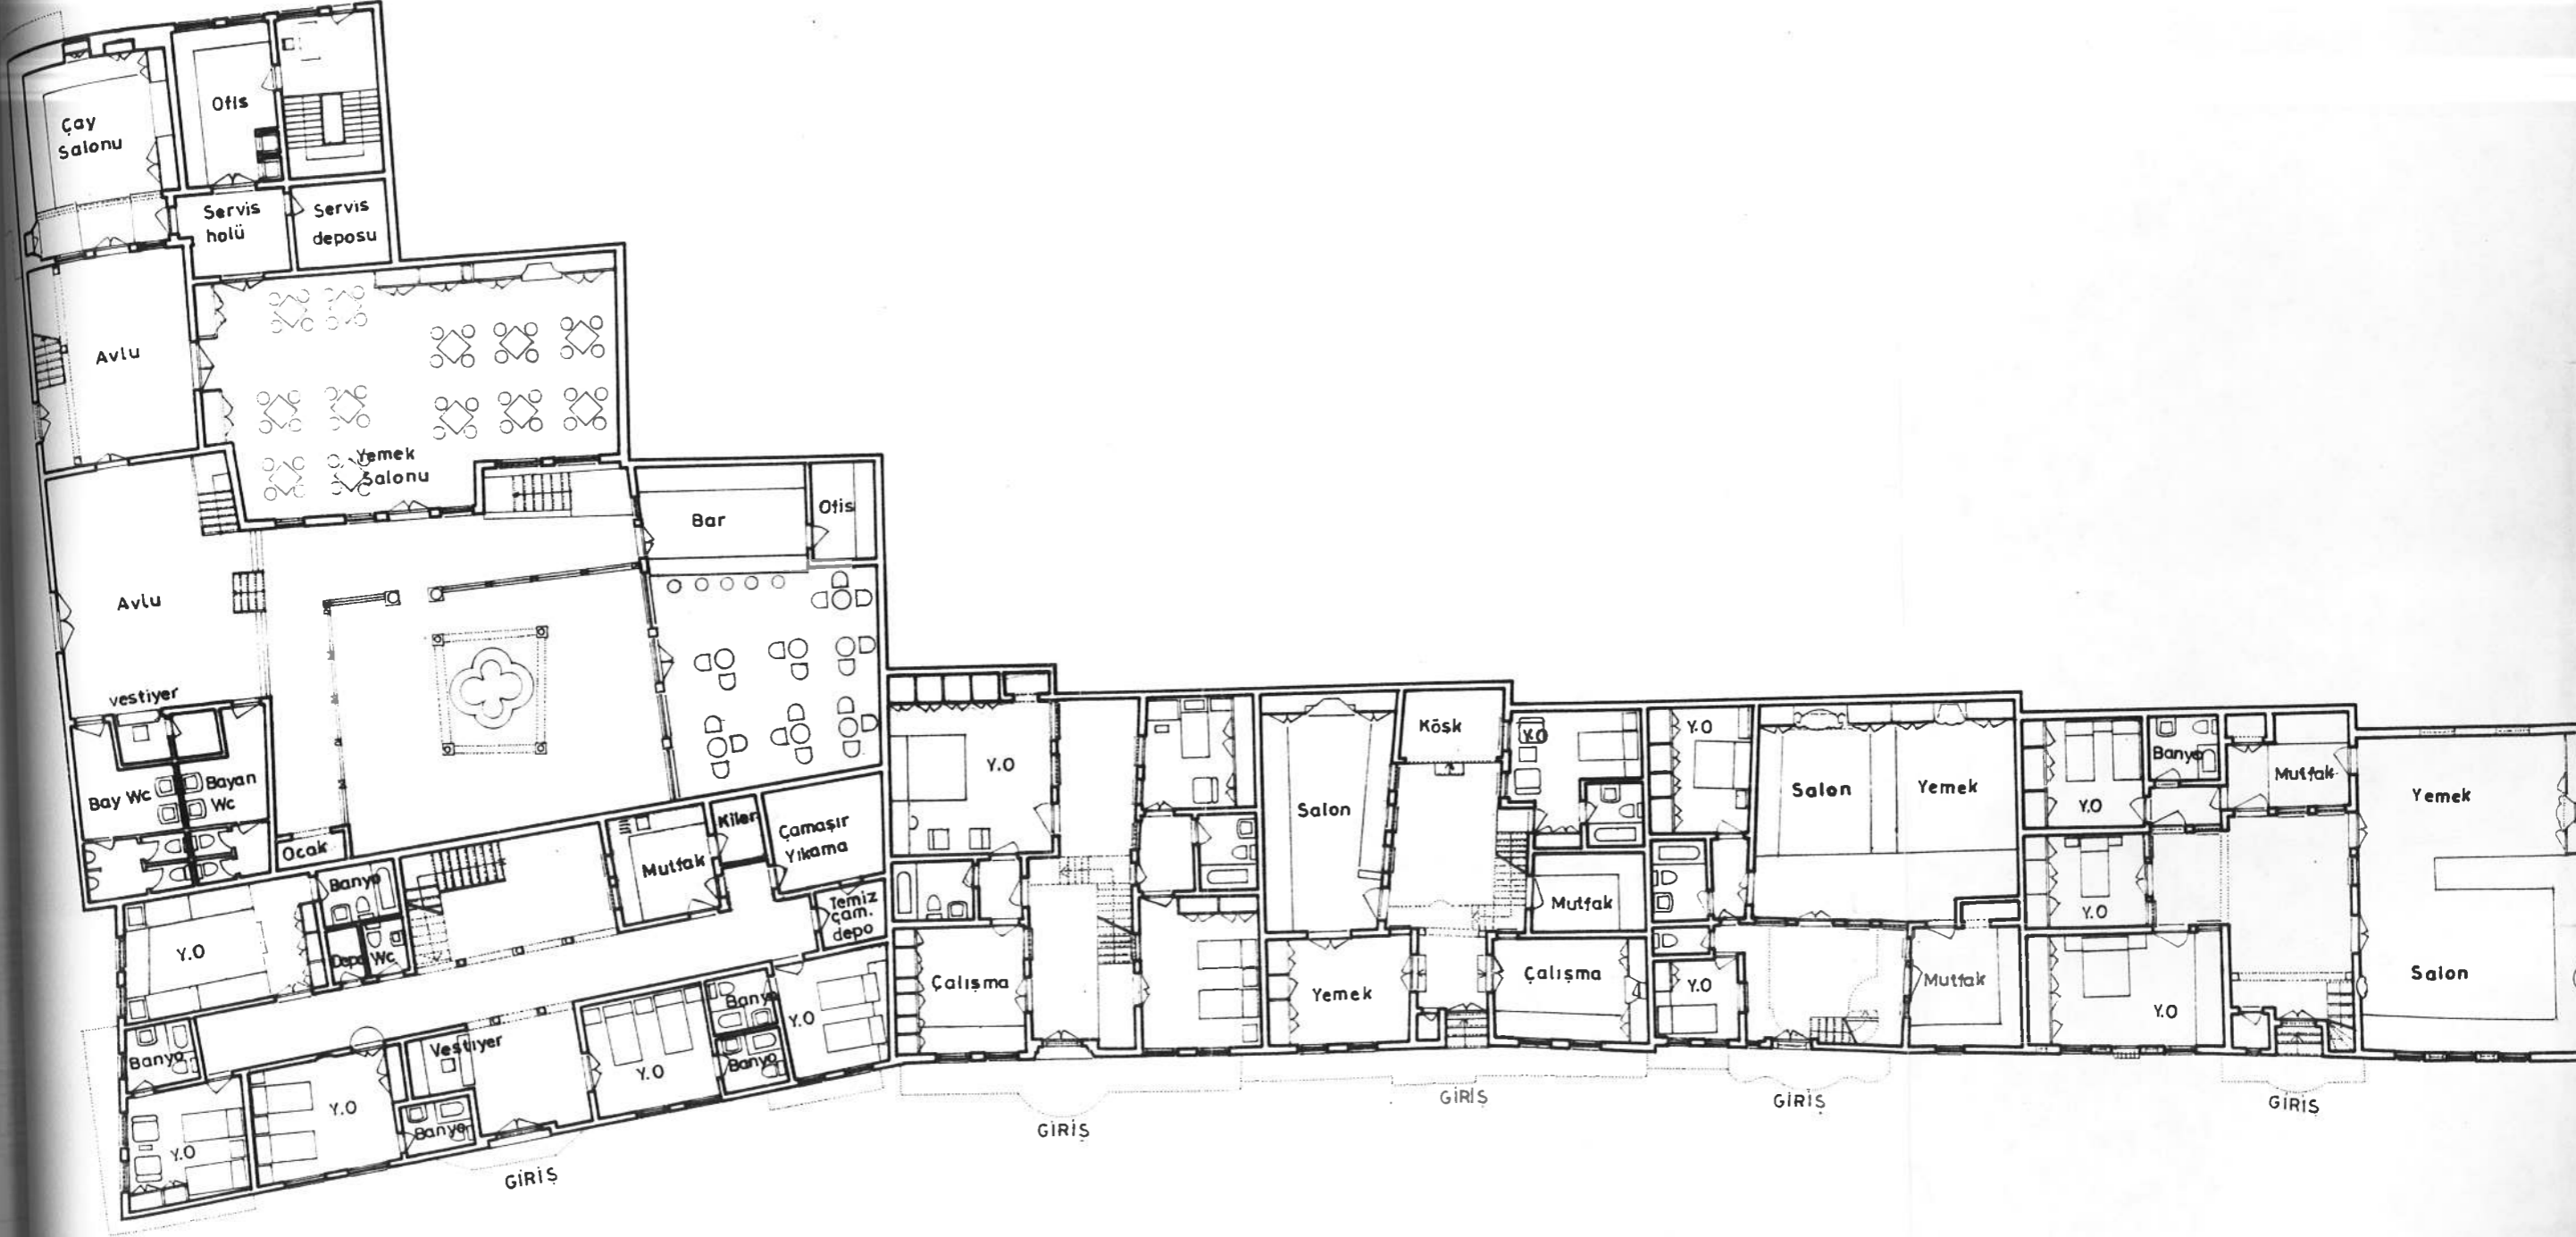 Çay
Salonu
Ofis
Servis
holü
Servis
deposu
Avlu
Yemek
Salonu
Bar
Ofis
Avlu
vestiyer
Bay Wc
Bayan
Wc
Ocak
Mutfak
Kiler
Çamaşır
Yıkama
Temiz
çam.
depo
Banyo
Y.O
Depo
Wc
Banyo
Y.O
Y.O
Vestiyer
Banyo
Y.O
Banyo
Banyo
Y.O
GİRİŞ
Y.O
Çalışma
GİRİŞ
Salon
Köşk
Y.O
Mutfak
Yemek
Çalışma
GİRİŞ
Y.O
Salon
Yemek
Y.O
Mutfak
GİRİŞ
Y.O
Banyo
Mutfak
Y.O
Y.O
GİRİŞ
Yemek
Salon